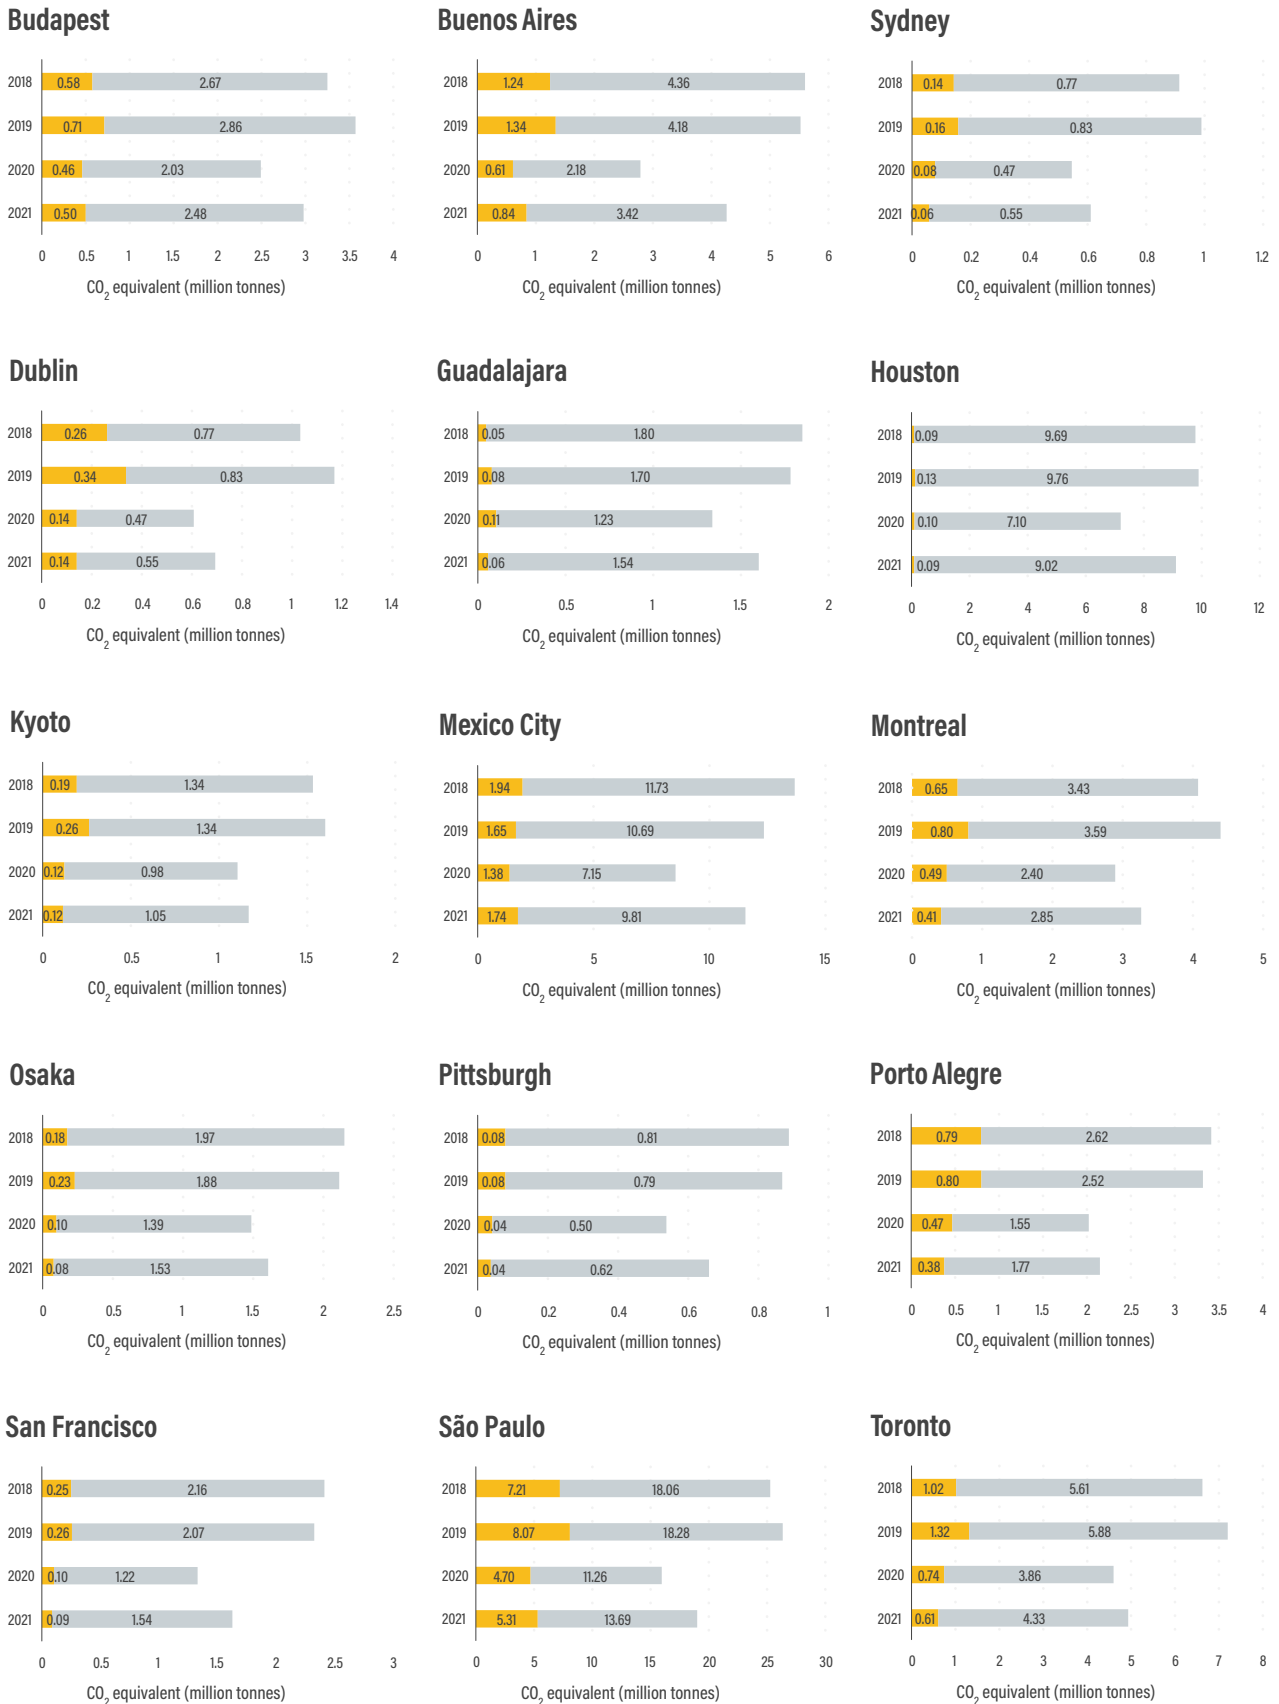 Budapest
2018 0.58 2.67
2019 0.71 2.86
2020 0.46 2.03
2021 0.50 2.48
0 0.5 1 1.5 2 2.5 3 3.5 4
CO2 equivalent (million tonnes)
Buenos Aires
2018 1.24 4.36
2019 1.34 4.18
2020 0.61 2.18
2021 0.84 3.42
0 1 2 3 4 5 6
CO2 equivalent (million tonnes)
Sydney
2018 0.14 0.77
2019 0.16 0.83
2020 0.08 0.47
2021 0.06 0.55
0 0.2 0.4 0.6 0.8 1 1.2
CO2 equivalent (million tonnes)
Dublin
2018 0.26 0.77
2019 0.34 0.83
2020 0.14 0.47
2021 0.14 0.55
0 0.2 0.4 0.6 0.8 1 1.2 1.4
CO2 equivalent (million tonnes)
Guadalajara
2018 0.05 1.80
2019 0.08 1.70
2020 0.11 1.23
2021 0.06 1.54
0 0.5 1 1.5 2
CO2 equivalent (million tonnes)
Houston
2018 0.09 9.69
2019 0.13 9.76
2020 0.10 7.10
2021 0.09 9.02
0 2 4 6 8 10 12
CO2 equivalent (million tonnes)
Kyoto
2018 0.19 1.34
2019 0.26 1.34
2020 0.12 0.98
2021 0.12 1.05
0 0.5 1 1.5 2
CO2 equivalent (million tonnes)
Mexico City
2018 1.94 11.73
2019 1.65 10.69
2020 1.38 7.15
2021 1.74 9.81
0 5 10 15
CO2 equivalent (million tonnes)
Montreal
2018 0.65 3.43
2019 0.80 3.59
2020 0.49 2.40
2021 0.41 2.85
0 1 2 3 4 5
CO2 equivalent (million tonnes)
Osaka
2018 0.18 1.97
2019 0.23 1.88
2020 0.10 1.39
2021 0.08 1.53
0 0.5 1 1.5 2 2.5
CO2 equivalent (million tonnes)
Pittsburgh
2018 0.08 0.81
2019 0.08 0.79
2020 0.04 0.50
2021 0.04 0.62
0 0.2 0.4 0.6 0.8 1
CO2 equivalent (million tonnes)
Porto Alegre
2018 0.79 2.62
2019 0.80 2.52
2020 0.47 1.55
2021 0.38 1.77
0 0.5 1 1.5 2 2.5 3 3.5 4
CO2 equivalent (million tonnes)
San Francisco
2018 0.25 2.16
2019 0.26 2.07
2020 0.10 1.22
2021 0.09 1.54
0 0.5 1 1.5 2 2.5 3
CO2 equivalent (million tonnes)
São Paulo
2018 7.21 18.06
2019 8.07 18.28
2020 4.70 11.26
2021 5.31 13.69
0 5 10 15 20 25 30
CO2 equivalent (million tonnes)
Toronto
2018 1.02 5.61
2019 1.32 5.88
2020 0.74 3.86
2021 0.61 4.33
0 1 2 3 4 5 6 7 8
CO2 equivalent (million tonnes)